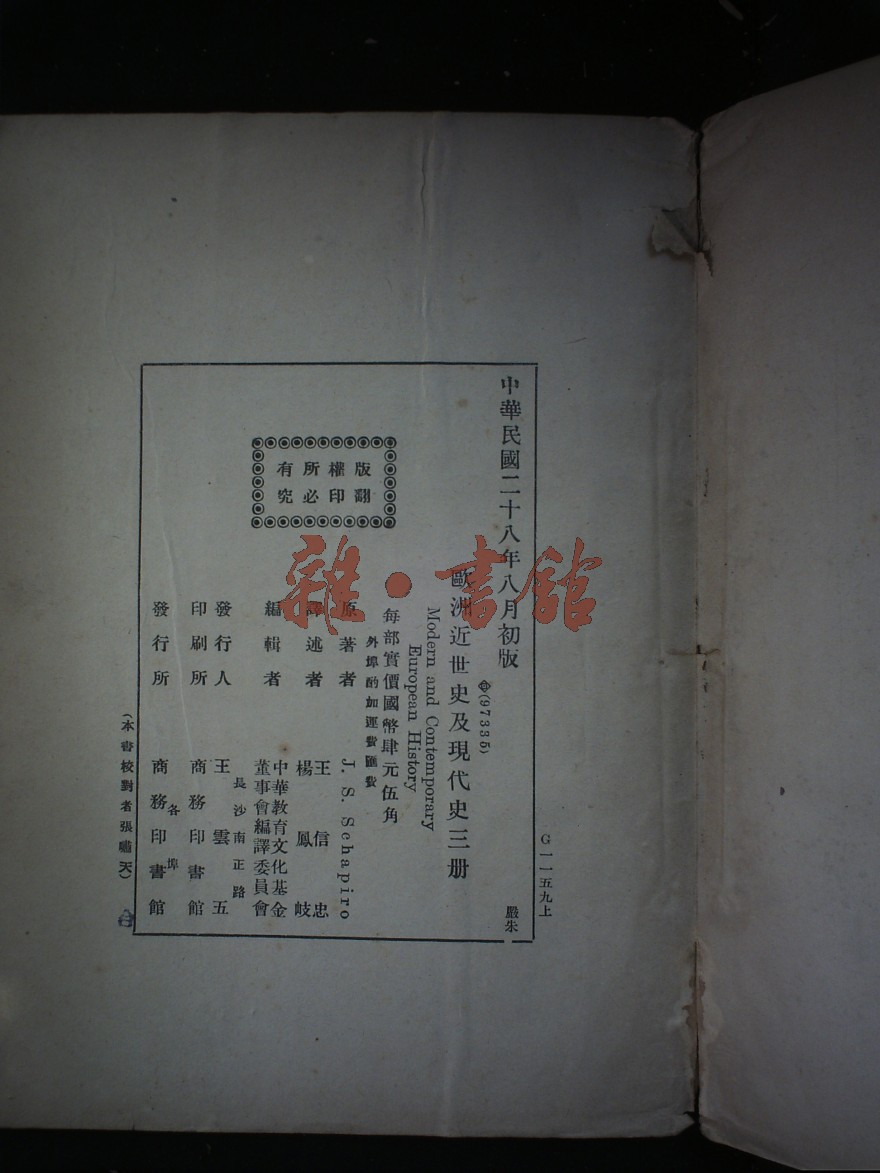 中華民國二十八年八月初版
(97335)
歐洲近世史及現代史三册
Modern and Contemporary
European History
每部實價國幣肆元伍角
外埠酌加運費匯費
版權所有
翻印必究
原著者 J. S. Schapiro
譯述者 王信忠
楊鳳岐
編輯者 中華教育文化基金
董事會編譯委員會
長沙南正路
發行人 王雲五
印刷所 商務印書館
各埠
發行所 商務印書館
(本書校對者張嘯天)
G一一五九上
嚴朱
雜·書館